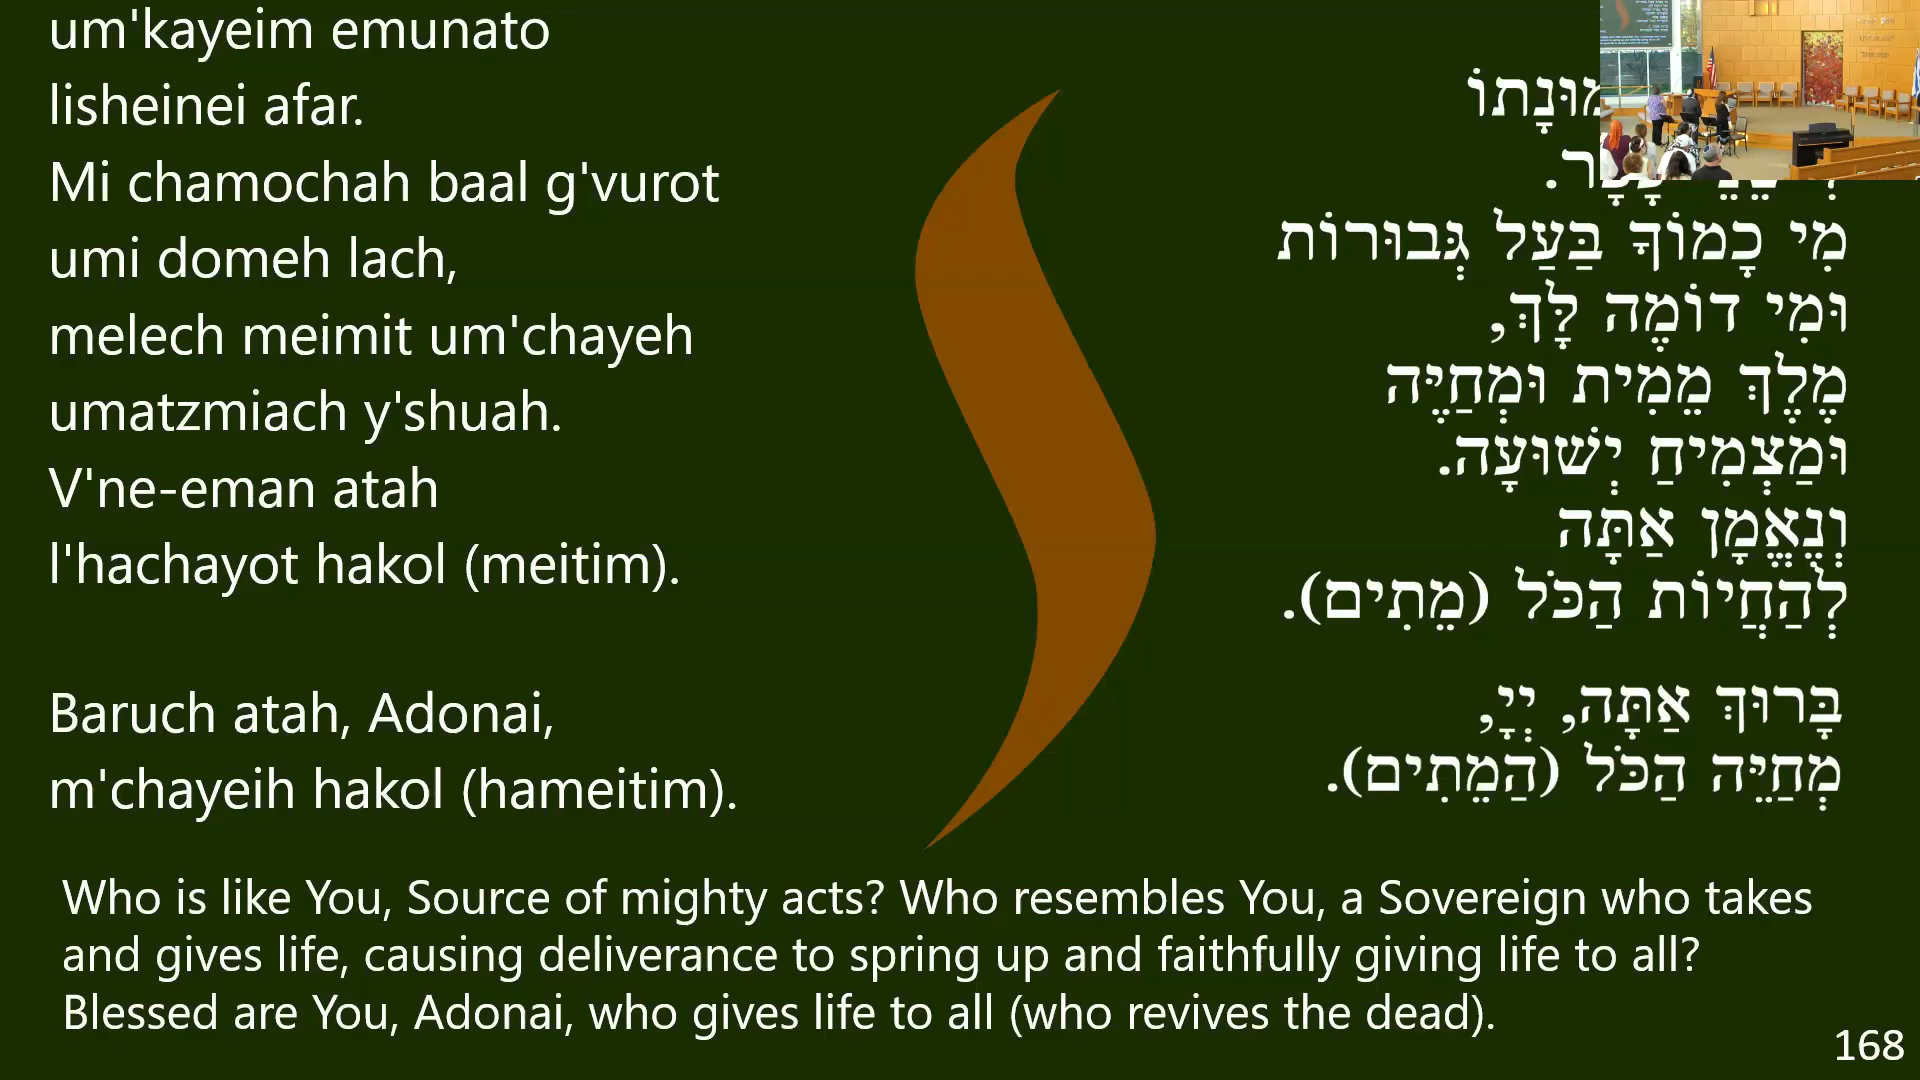 um'kayeim emunato
lisheinei afar.
Mi chamochah baal g'vurot
umi domeh lach,
melech meimit um'chayeh
umatzmiach y'shuah.
V'ne-eman atah
l'hachayot hakol (meitim).
Baruch atah, Adonai,
m'chayeih hakol (hameitim).
מִי כָמוֹךָ בַּעַל גְּבוּרוֹת
וּמִי דוֹמֶה לָּךְ,
מֶלֶךְ מֵמִית וּמְחַיֶּה
וּמַצְמִיחַ יְשׁוּעָה.
וְנֶאֱמָן אַתָּה
לְהַחֲיוֹת הַכֹּל (מֵתִים).
בָּרוּךְ אַתָּה, יְיָ,
מְחַיֵּה הַכֹּל (הַמֵּתִים).
Who is like You, Source of mighty acts? Who resembles You, a Sovereign who takes
and gives life, causing deliverance to spring up and faithfully giving life to all?
Blessed are You, Adonai, who gives life to all (who revives the dead).
168